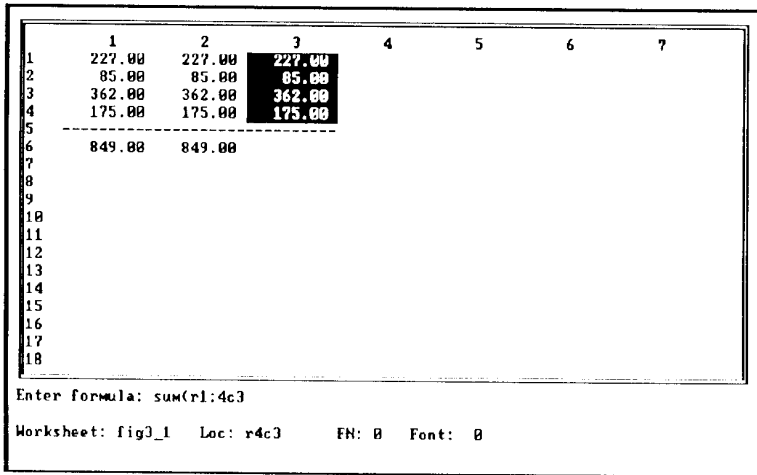 1 2 3 4 5 6 7
1 227.00 227.00 227.00
2 85.00 85.00 85.00
3 362.00 362.00 362.00
4 175.00 175.00 175.00
5 ------------------------------
6 849.00 849.00
7
8
9
10
11
12
13
14
15
16
17
18
Enter formula: sum(r1:4c3
Worksheet: fig3_1 Loc: r4c3 FN: 0 Font: 0